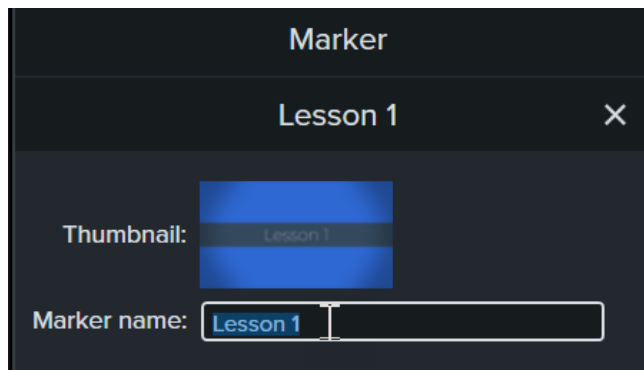 Marker
Lesson 1
Thumbnail:
Lesson 1
Marker name: Lesson 1